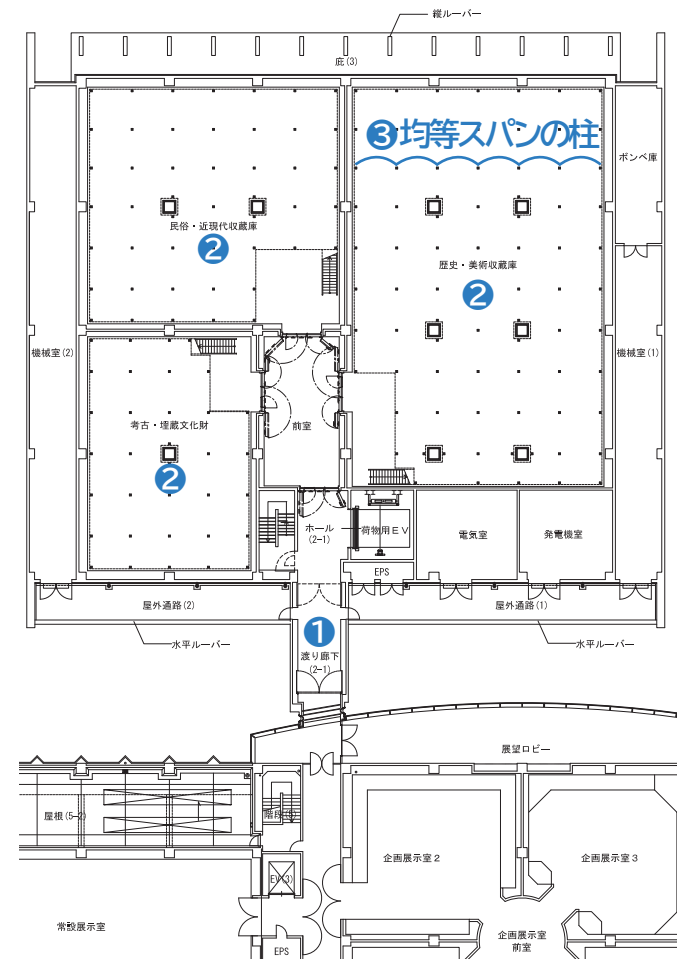 縦ルーバー
庇(3)
❸均等スパンの柱
ボンベ庫
民俗・近現代収蔵庫
❷
歴史・美術収蔵庫
❷
機械室(2)
機械室(1)
考古・埋蔵文化財
❷
前室
ホール
(2-1)
荷物用EV
電気室
発電機室
EPS
屋外通路(2)
屋外通路(1)
❶
渡り廊下
(2-1)
水平ルーバー
水平ルーバー
展望ロビー
屋根(5-2)
階段(5)
企画展示室2
企画展示室3
EV(3)
常設展示室
企画展示室
前室
EPS